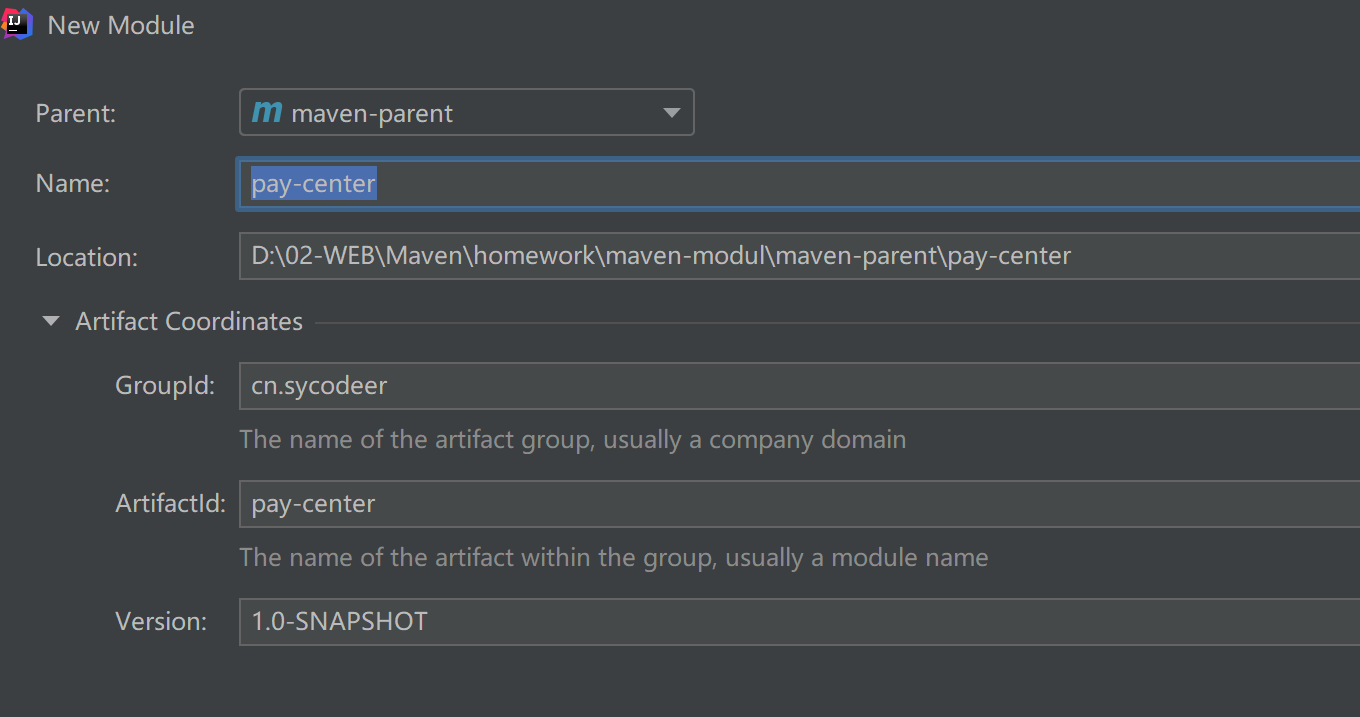 IJ New Module
Parent: m maven-parent
Name: pay-center
Location: D:\02-WEB\Maven\homework\maven-modul\maven-parent\pay-center
Artifact Coordinates
GroupId: cn.sycodeer
The name of the artifact group, usually a company domain
ArtifactId: pay-center
The name of the artifact within the group, usually a module name
Version: 1.0-SNAPSHOT